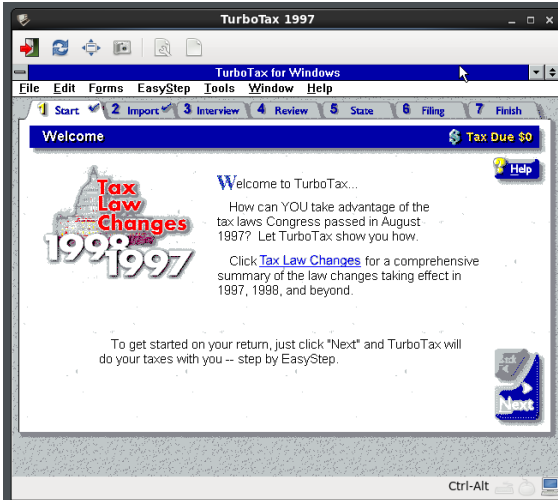 TurboTax 1997
TurboTax for Windows
File Edit Forms EasyStep Tools Window Help
1 Start 2 Import 3 Interview 4 Review 5 State 6 Filing 7 Finish
Welcome
$ Tax Due $0
? Help
Tax
Law
Changes
1998
1997
Welcome to TurboTax...
How can YOU take advantage of the
tax laws Congress passed in August
1997? Let TurboTax show you how.
Click Tax Law Changes for a comprehensive
summary of the law changes taking effect in
1997, 1998, and beyond.
To get started on your return, just click "Next" and TurboTax will
do your taxes with you -- step by EasyStep.
Back
Next
Ctrl-Alt